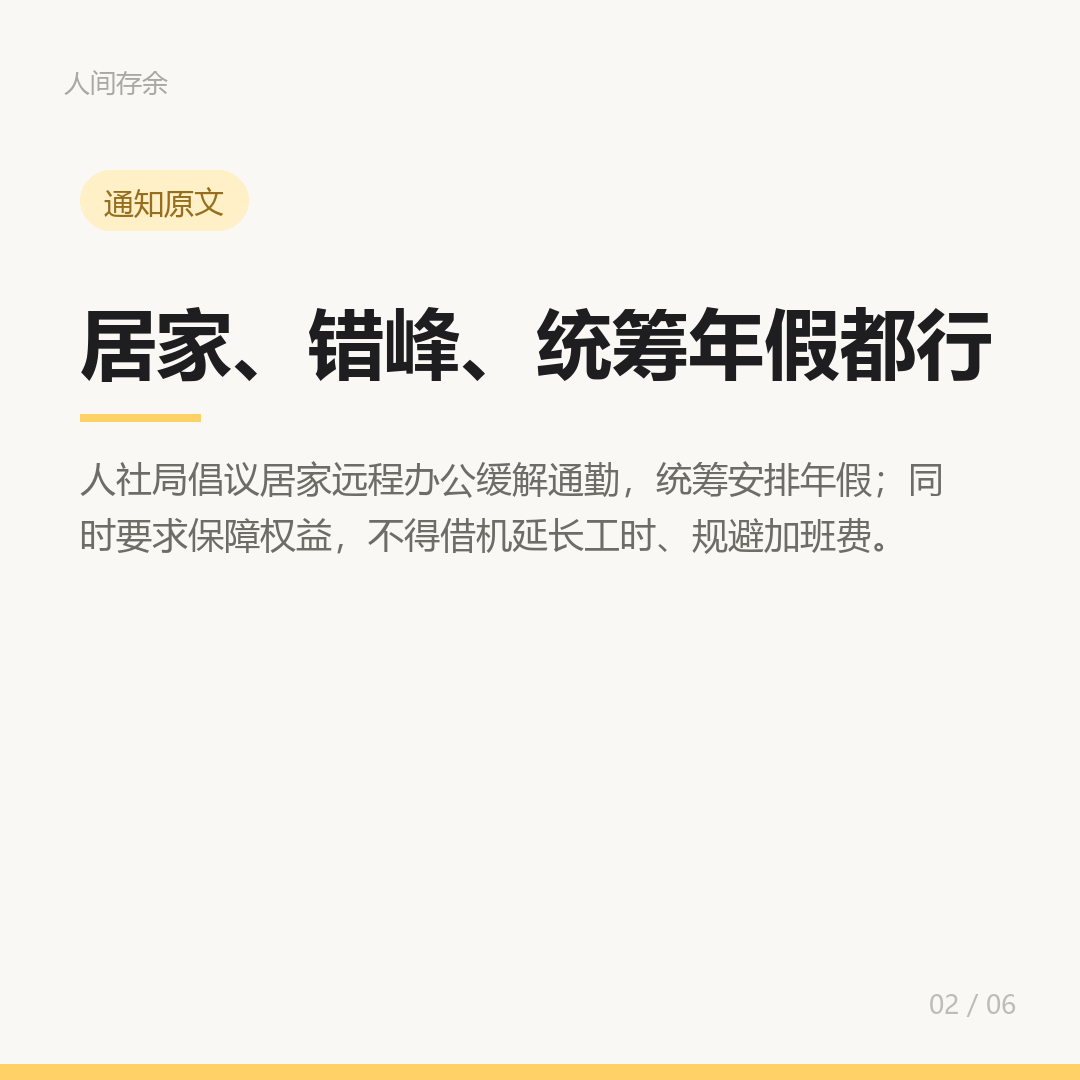 人间存余
通知原文
居家、错峰、统筹年假都行
人社局倡议居家远程办公缓解通勤，统筹安排年假；同
时要求保障权益，不得借机延长工时、规避加班费。
02 / 06